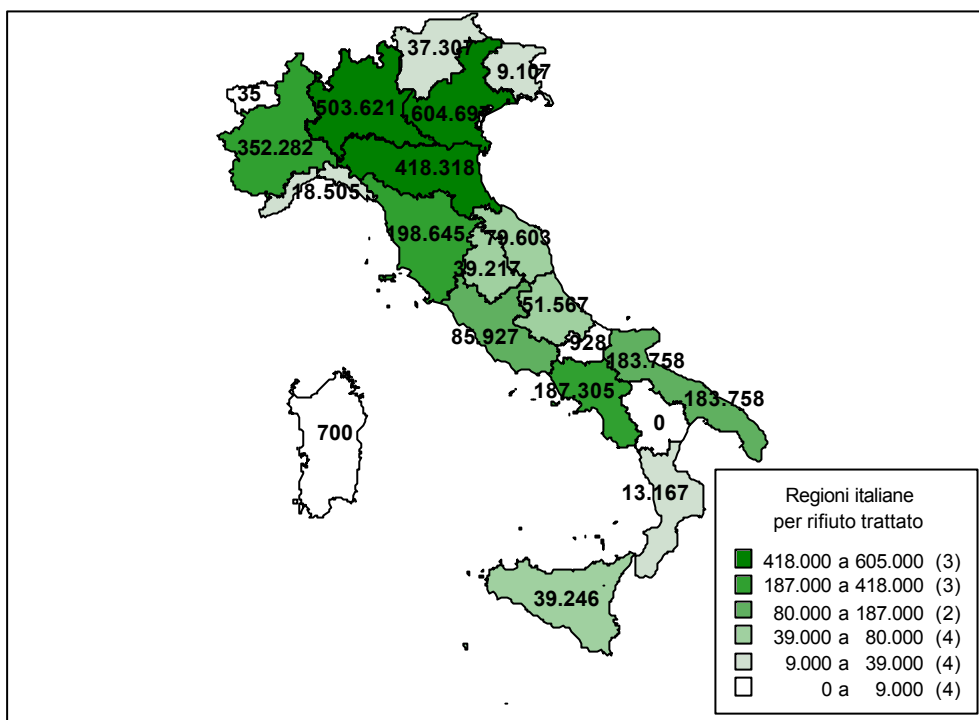 37.307
9.107
35
503.621
604.697
352.282
418.318
18.505
198.645
79.603
39.217
51.567
85.927
928
183.758
187.305
183.758
0
700
13.167
39.246
Regioni italiane
per rifiuto trattato
418.000 a 605.000 (3)
187.000 a 418.000 (3)
80.000 a 187.000 (2)
39.000 a 80.000 (4)
9.000 a 39.000 (4)
0 a 9.000 (4)